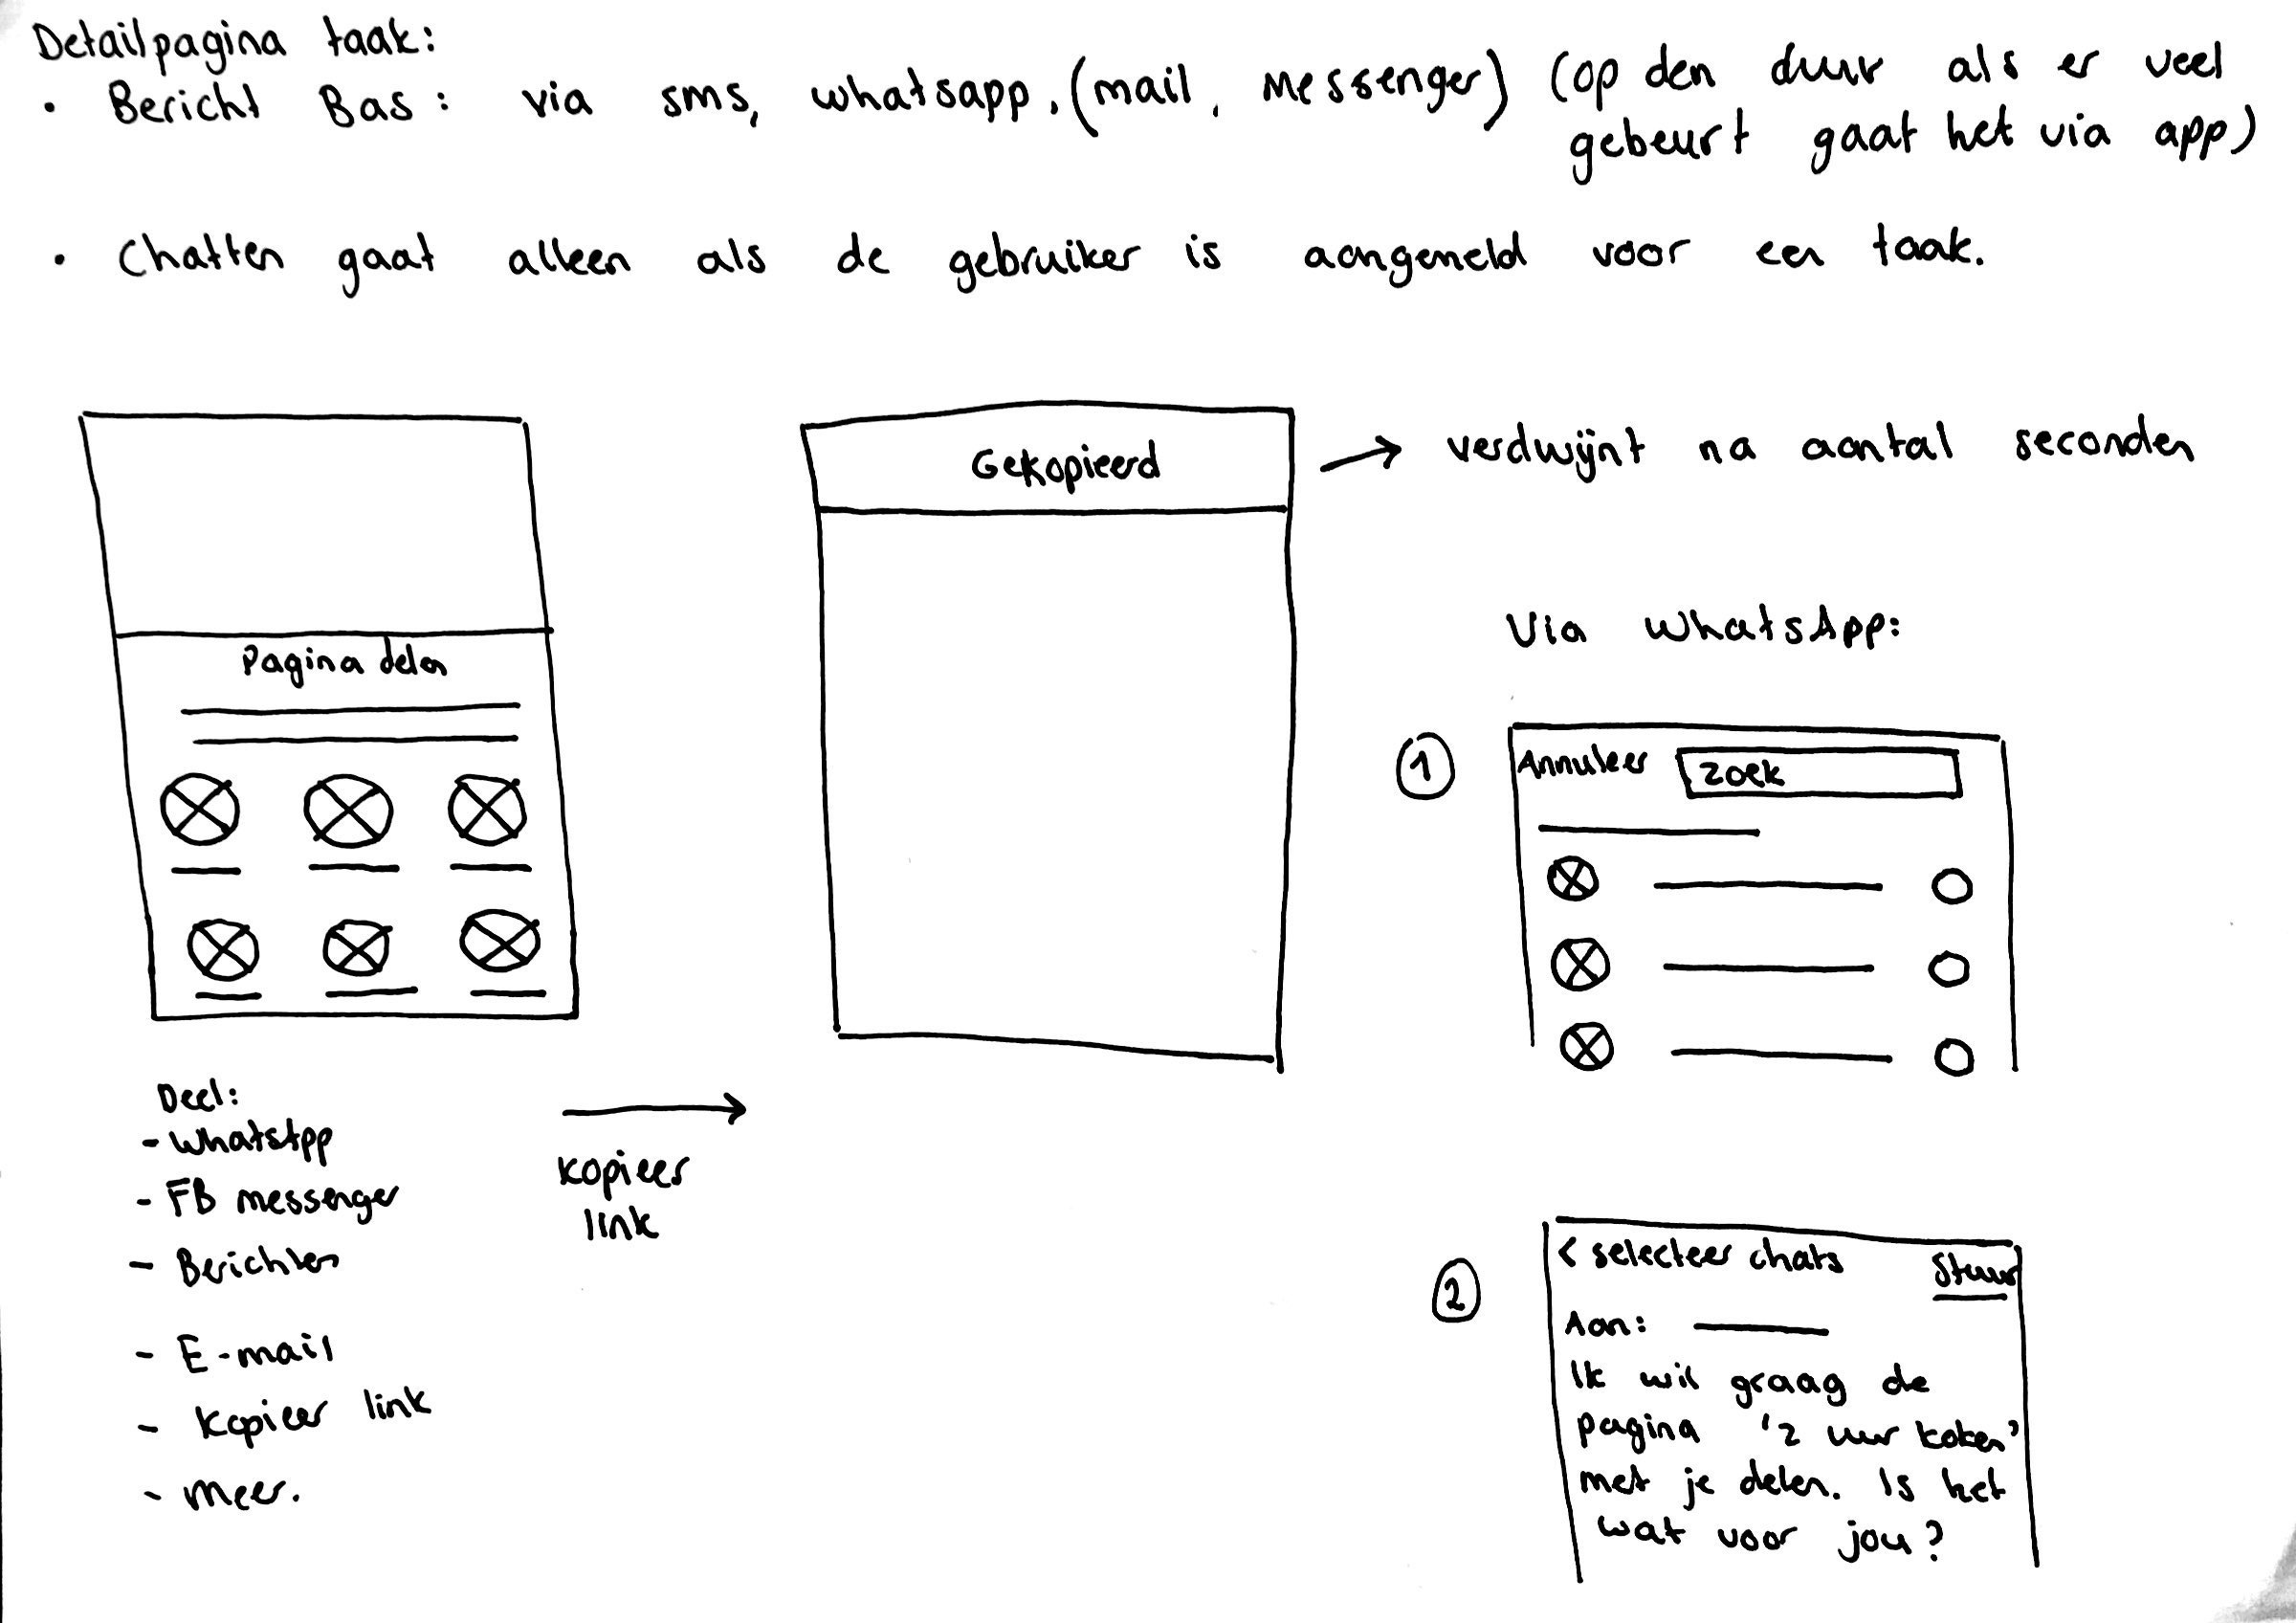 Detailpagina taak:
• Bericht Bas: via sms, whatsapp. (mail, Messenger) (op den duur als er veel
gebeurt gaat het via app)
• Chatten gaat alleen als de gebruiker is aangemeld voor een taak.
Pagina delen
Gekopieerd
→ verdwijnt na aantal seconden
Via WhatsApp:
1
Annuleer zoek
Deel:
- WhatsApp
- FB messenger
- Berichten
- E-mail
- Kopieer link
- Meer.
kopieer
link
2
< selecteer chats Stuur
Aan:
Ik wil graag de
pagina '2 uur koken'
met je delen. Is het
wat voor jou?